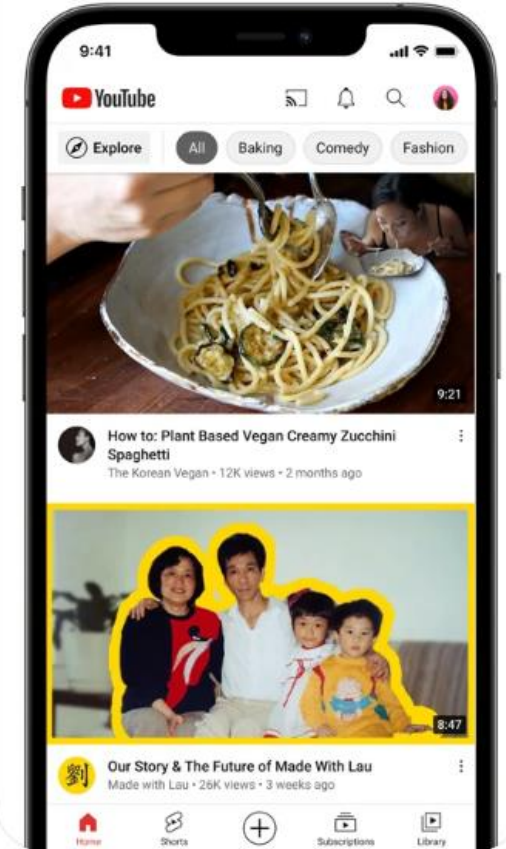 9:41
YouTube
Explore All Baking Comedy Fashion
9:21
How to: Plant Based Vegan Creamy Zucchini
Spaghetti
The Korean Vegan • 12K views • 2 months ago
8:47
劉
Our Story & The Future of Made With Lau
Made with Lau • 26K views • 3 weeks ago
Home Shorts Subscriptions Library